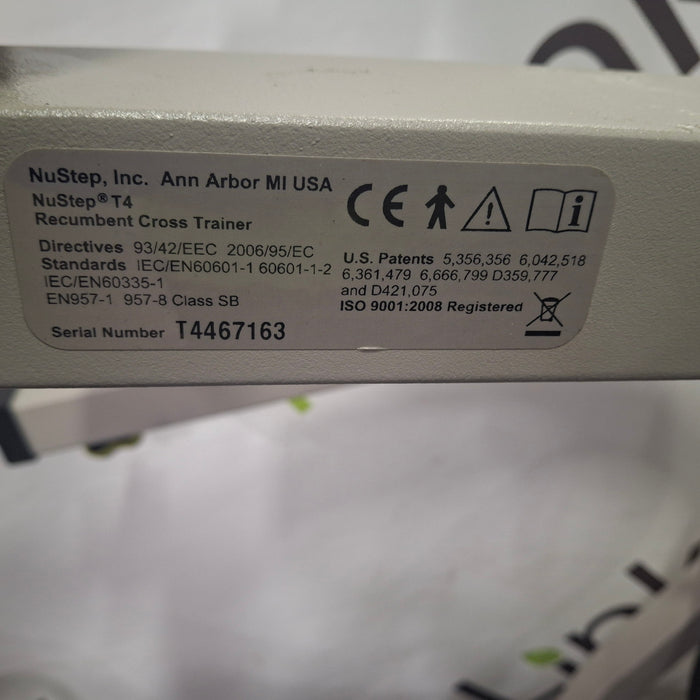 NuStep, Inc. Ann Arbor MI USA
NuStep® T4
Recumbent Cross Trainer
CE
Directives 93/42/EEC 2006/95/EC
Standards IEC/EN60601-1 60601-1-2
IEC/EN60335-1
EN957-1 957-8 Class SB
U.S. Patents 5,356,356 6,042,518
6,361,479 6,666,799 D359,777
and D421,075
ISO 9001:2008 Registered
Serial Number T4467163